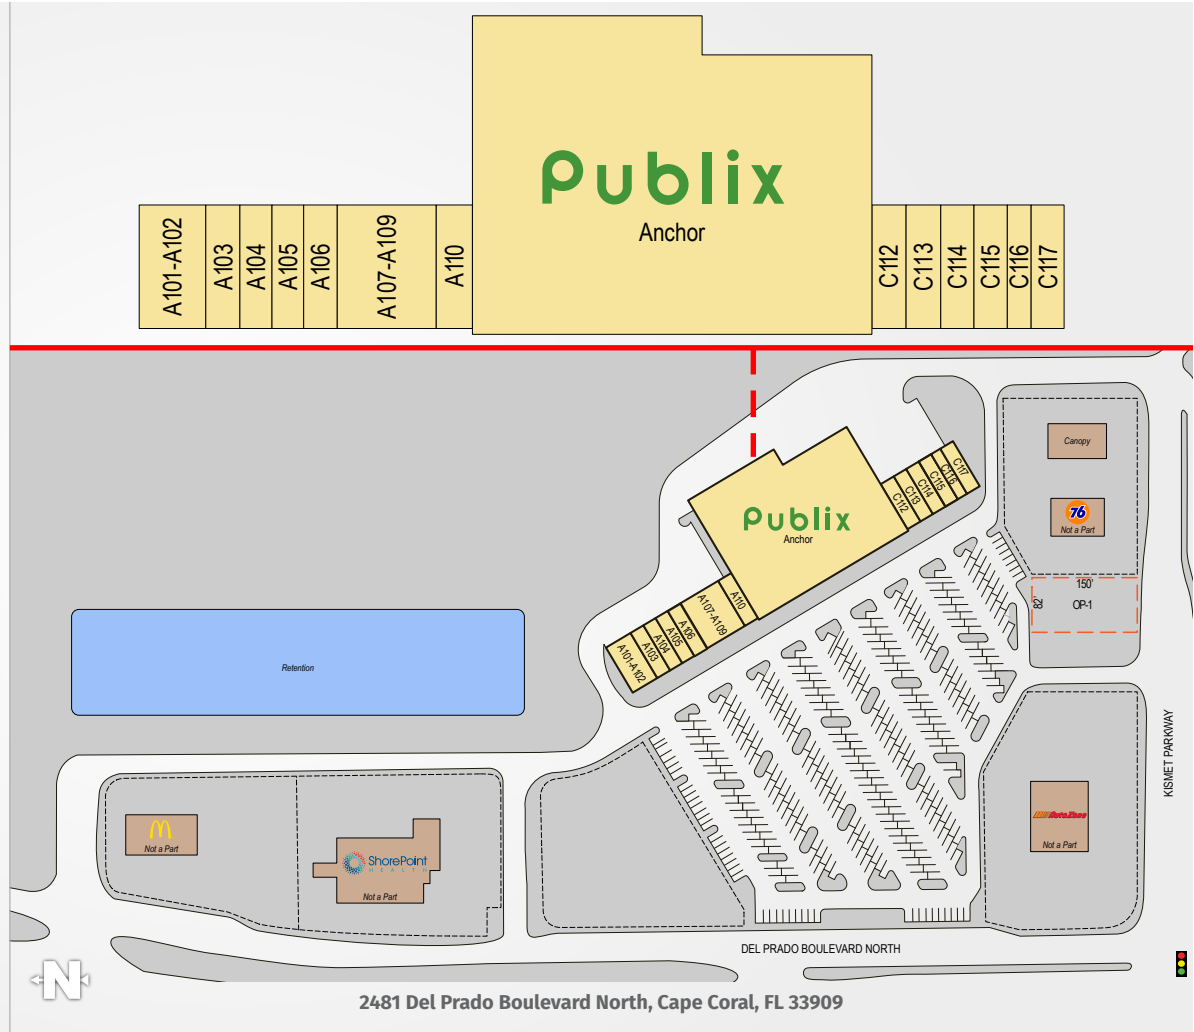 Publix
Anchor
A101-A102
A103
A104
A105
A106
A107-A109
A110
C112
C113
C114
C115
C116
C117
Publix
Anchor
A101-A102
A103
A104
A105
A106
A107-A109
A110
C112
C113
C114
C115
C116
C117
Canopy
76
Not a Part
150'
82'
OP-1
Retention
KISMET PARKWAY
AutoZone
Not a Part
Not a Part
ShorePoint
HEALTH
Not a Part
DEL PRADO BOULEVARD NORTH
N
2481 Del Prado Boulevard North, Cape Coral, FL 33909